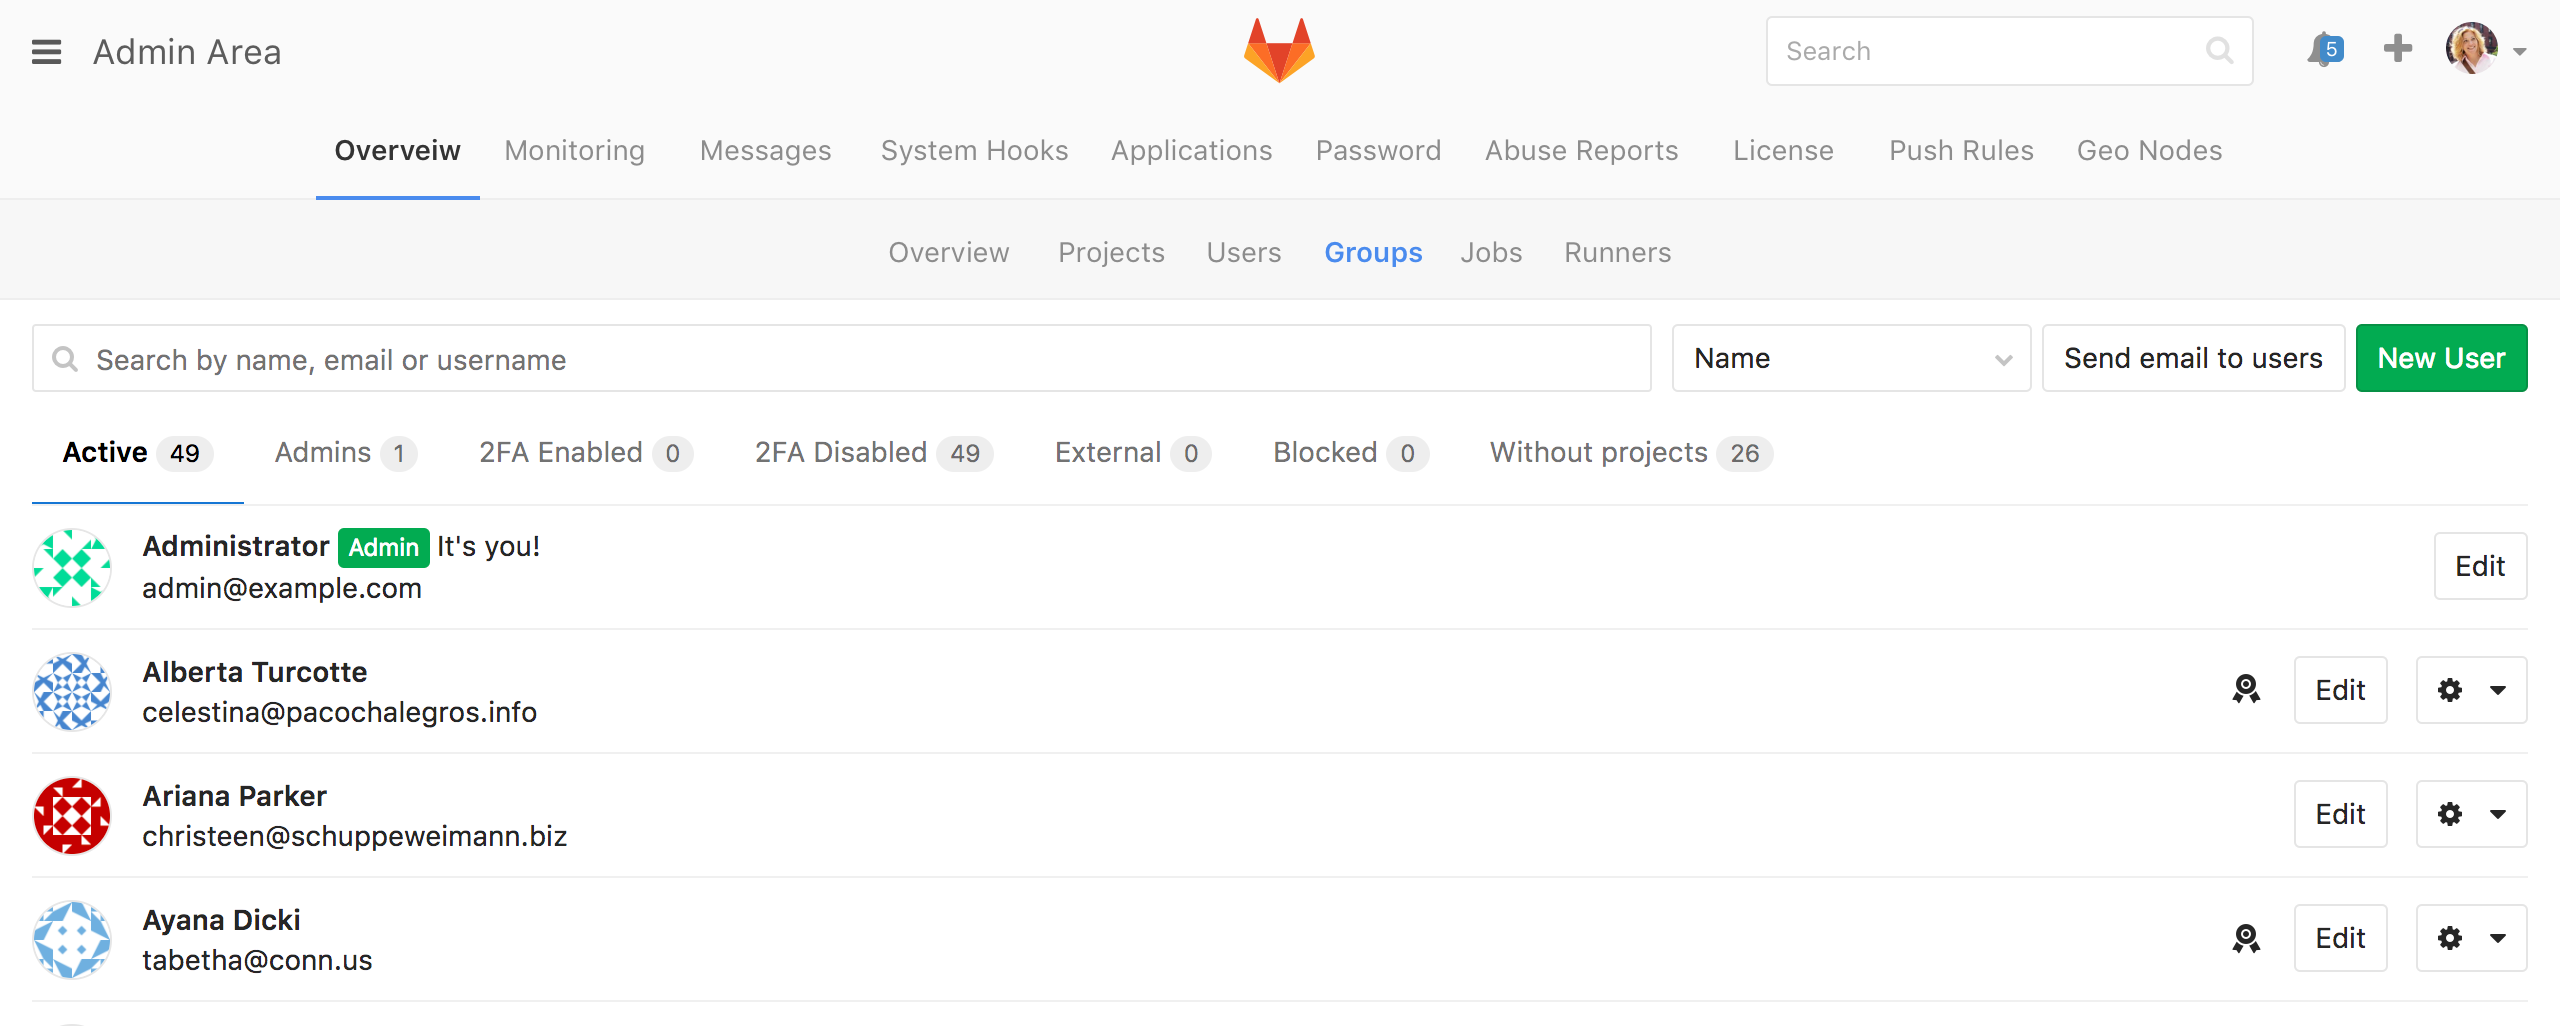 Admin Area
Search
5
Overveiw Monitoring Messages System Hooks Applications Password Abuse Reports License Push Rules Geo Nodes
Overview Projects Users Groups Jobs Runners
Search by name, email or username Name Send email to users New User
Active 49 Admins 1 2FA Enabled 0 2FA Disabled 49 External 0 Blocked 0 Without projects 26
Administrator Admin It's you!
admin@example.com
Edit
Alberta Turcotte
celestina@pacochalegros.info
Edit
Ariana Parker
christeen@schuppeweimann.biz
Edit
Ayana Dicki
tabetha@conn.us
Edit